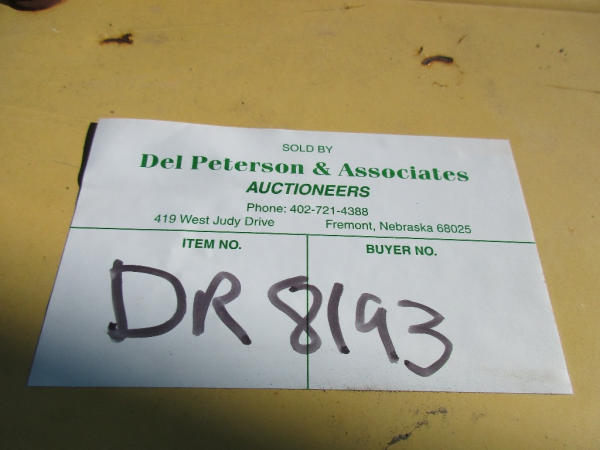 SOLD BY
Del Peterson & Associates
AUCTIONEERS
Phone: 402-721-4388
419 West Judy Drive Fremont, Nebraska 68025
ITEM NO. BUYER NO.
DR 8193